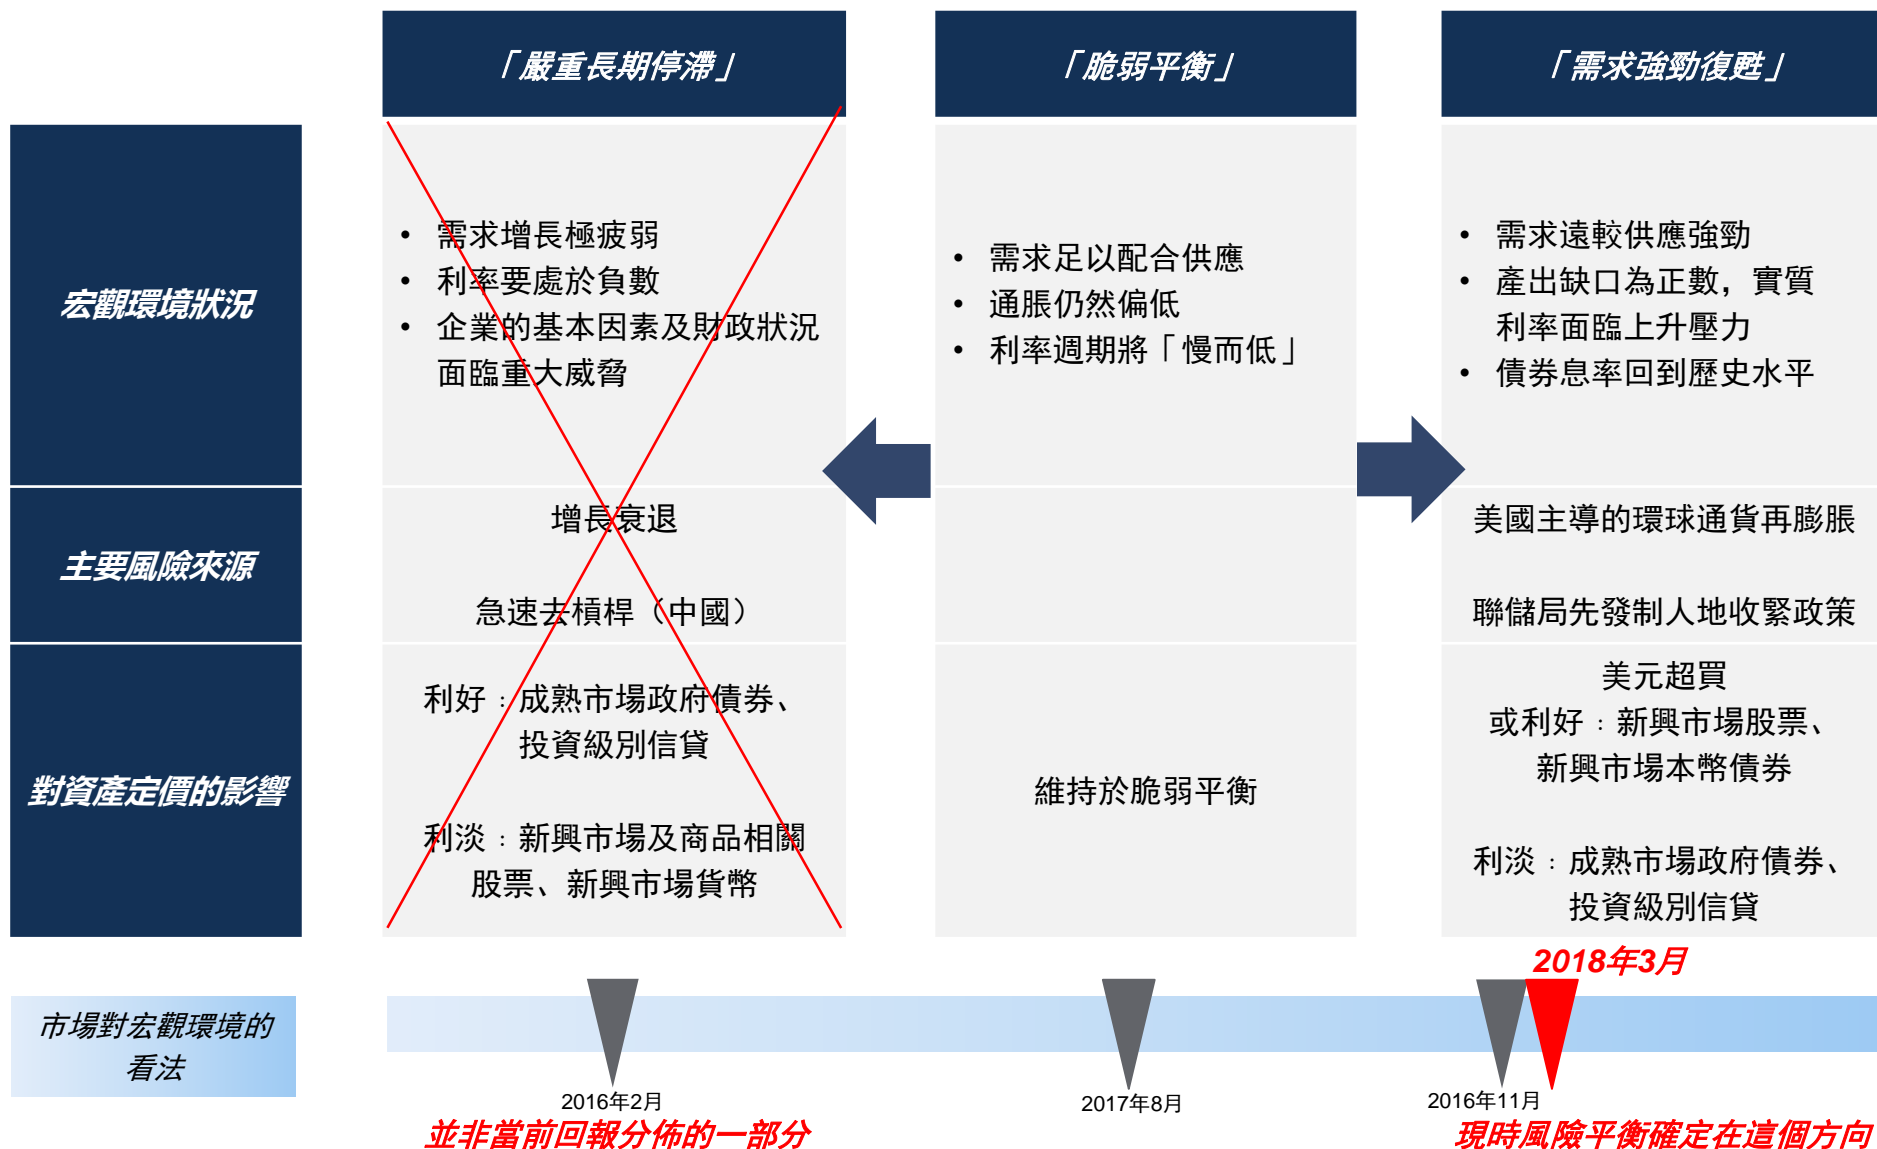 「嚴重長期停滯」
「脆弱平衡」
「需求強勁復甦」
宏觀環境狀況
• 需求增長極疲弱
• 利率要處於負數
• 企業的基本因素及財政狀況
面臨重大威脅
• 需求足以配合供應
• 通脹仍然偏低
• 利率週期將「慢而低」
• 需求遠較供應強勁
• 產出缺口為正數，實質
利率面臨上升壓力
• 債券息率回到歷史水平
主要風險來源
增長衰退
急速去槓桿（中國）
美國主導的環球通貨再膨脹
聯儲局先發制人地收緊政策
對資產定價的影響
利好：成熟市場政府債券、
投資級別信貸
利淡：新興市場及商品相關
股票、新興市場貨幣
維持於脆弱平衡
美元超買
或利好：新興市場股票、
新興市場本幣債券
利淡：成熟市場政府債券、
投資級別信貸
2018年3月
市場對宏觀環境的
看法
2016年2月
2017年8月
2016年11月
並非當前回報分佈的一部分
現時風險平衡確定在這個方向